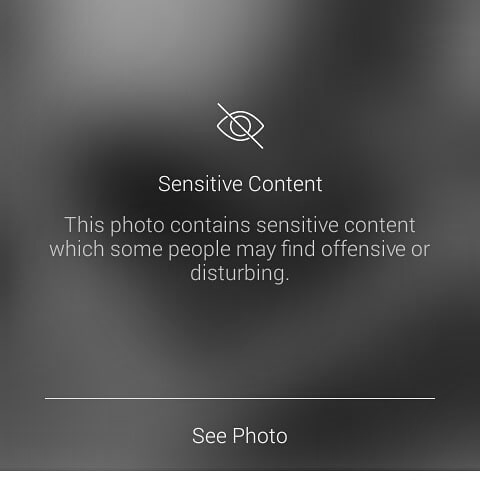 Sensitive Content
This photo contains sensitive content
which some people may find offensive or
disturbing.
See Photo